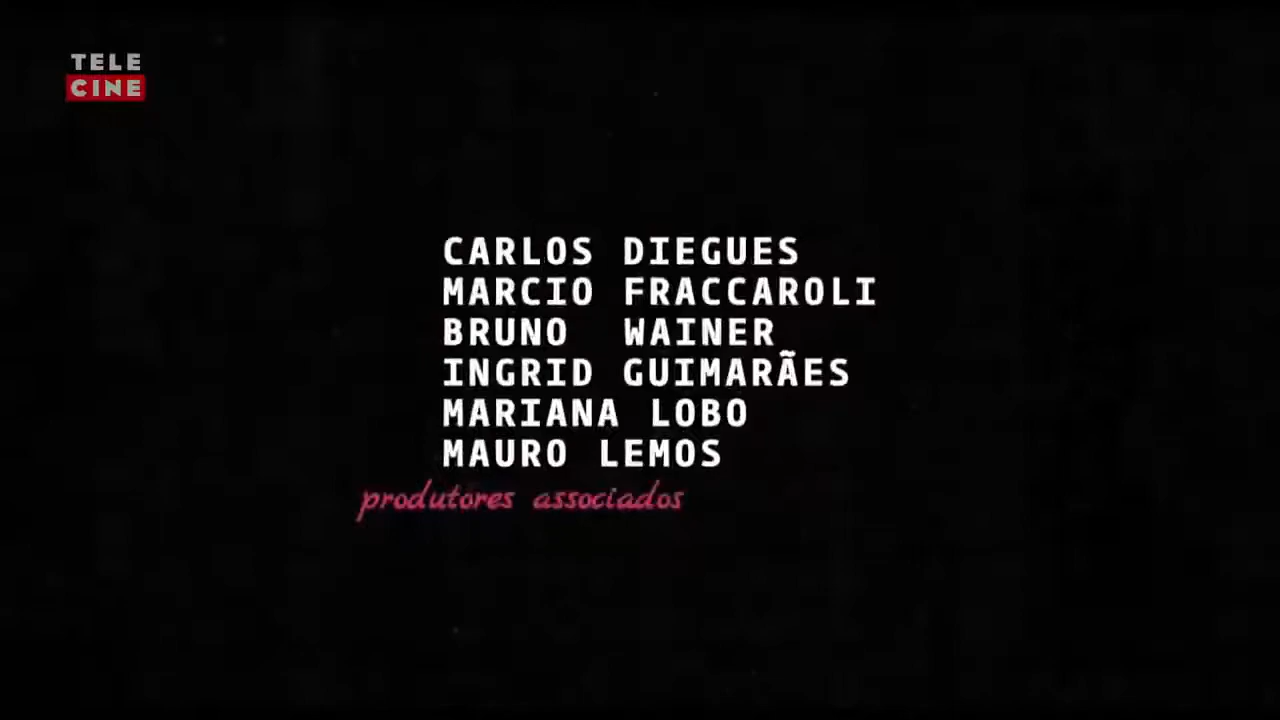 TELE
CINE
CARLOS DIEGUES
MARCIO FRACCAROLI
BRUNO  WAINER
INGRID GUIMARÃES
MARIANA LOBO
MAURO LEMOS
produtores associados